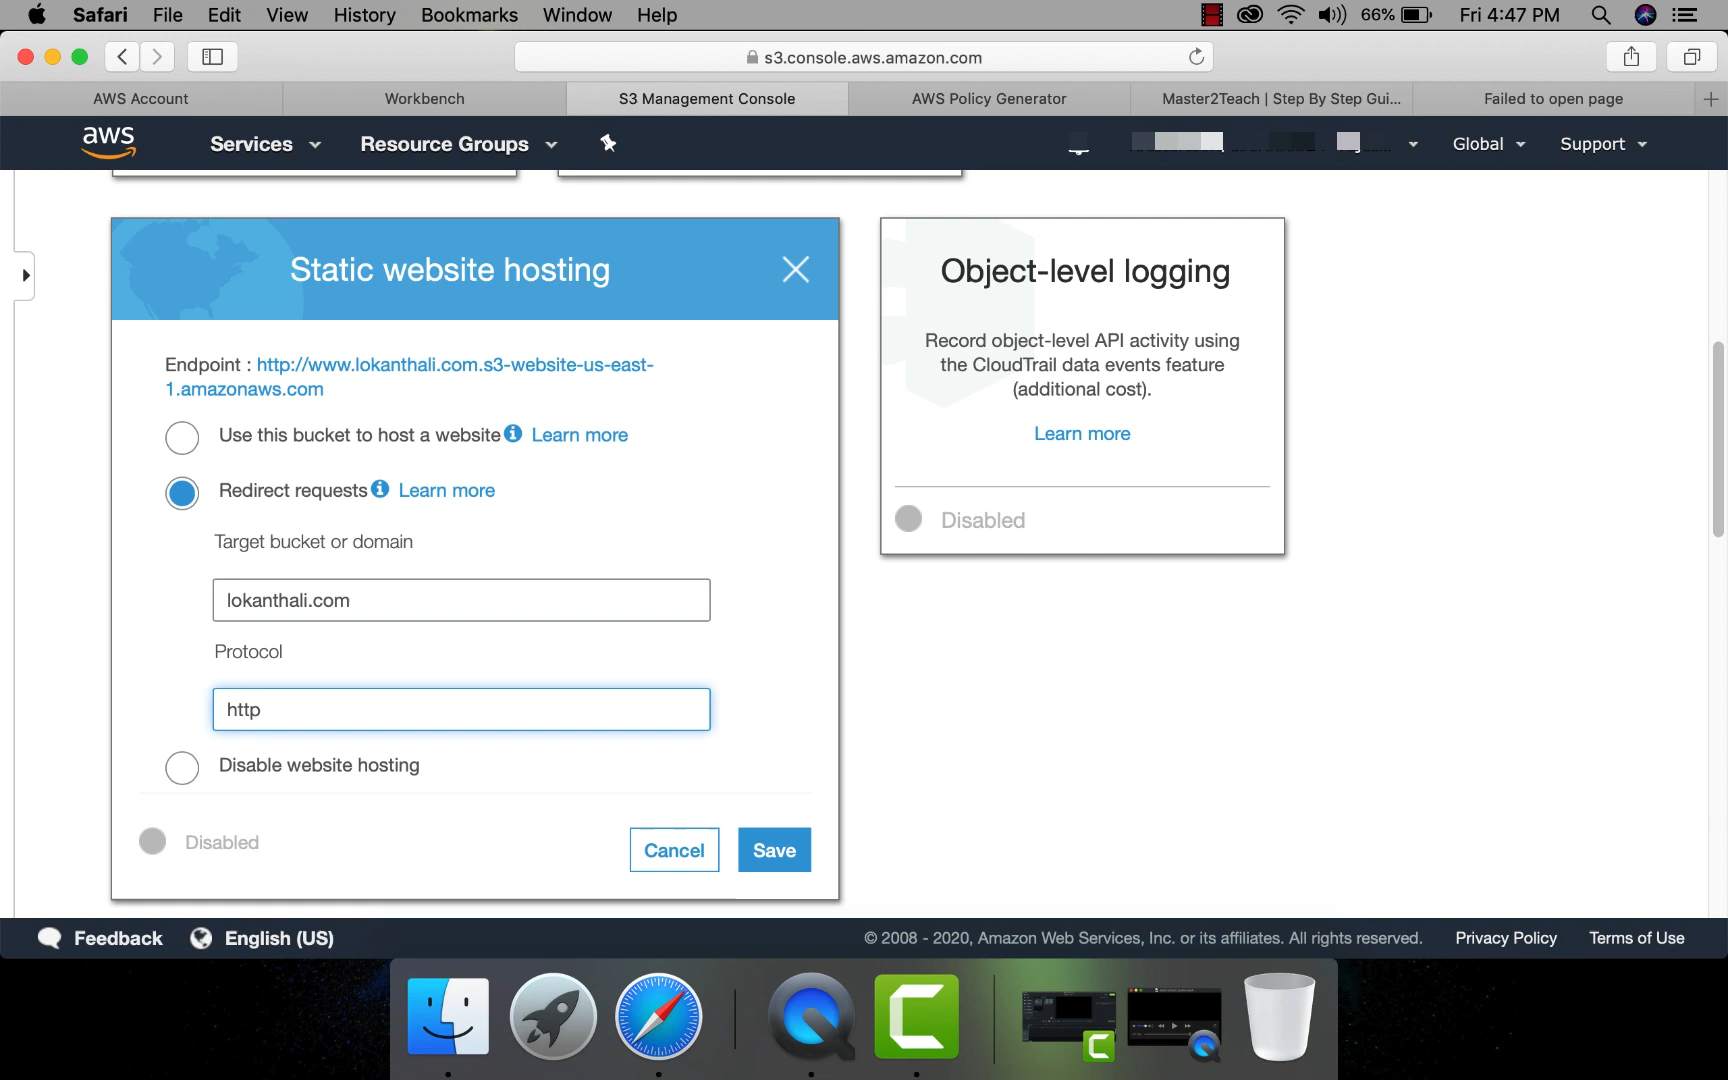 Safari File Edit View History Bookmarks Window Help 66% Fri 4:47 PM
s3.console.aws.amazon.com
AWS Account Workbench S3 Management Console AWS Policy Generator Master2Teach | Step By Step Gui... Failed to open page
aws Services Resource Groups Global Support
Static website hosting
Endpoint : http://www.lokanthali.com.s3-website-us-east-
1.amazonaws.com
Use this bucket to host a website Learn more
Redirect requests Learn more
Target bucket or domain
lokanthali.com
Protocol
http
Disable website hosting
Disabled
Cancel Save
Object-level logging
Record object-level API activity using
the CloudTrail data events feature
(additional cost).
Learn more
Disabled
Feedback English (US) © 2008 - 2020, Amazon Web Services, Inc. or its affiliates. All rights reserved. Privacy Policy Terms of Use